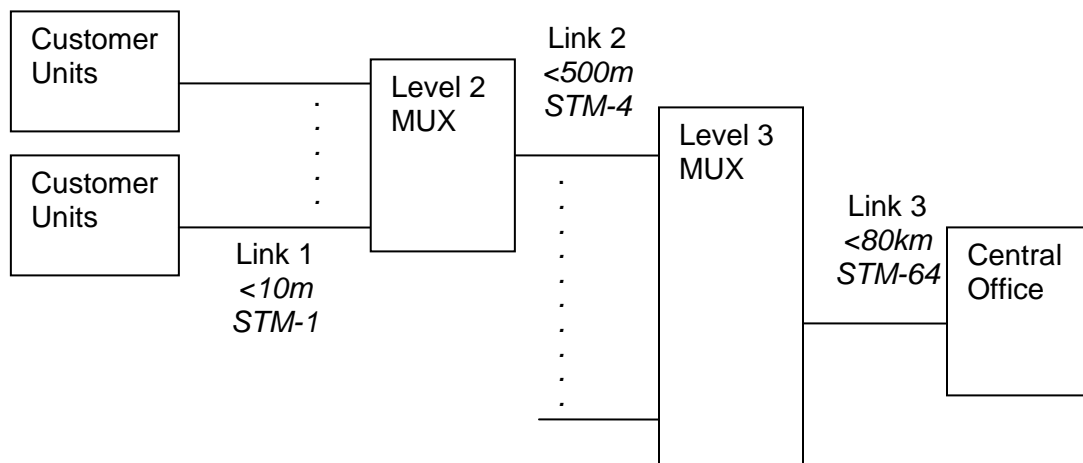 Customer
Units
Customer
Units
Link 1
<10m
STM-1
Level 2
MUX
Link 2
<500m
STM-4
Level 3
MUX
Link 3
<80km
STM-64
Central
Office